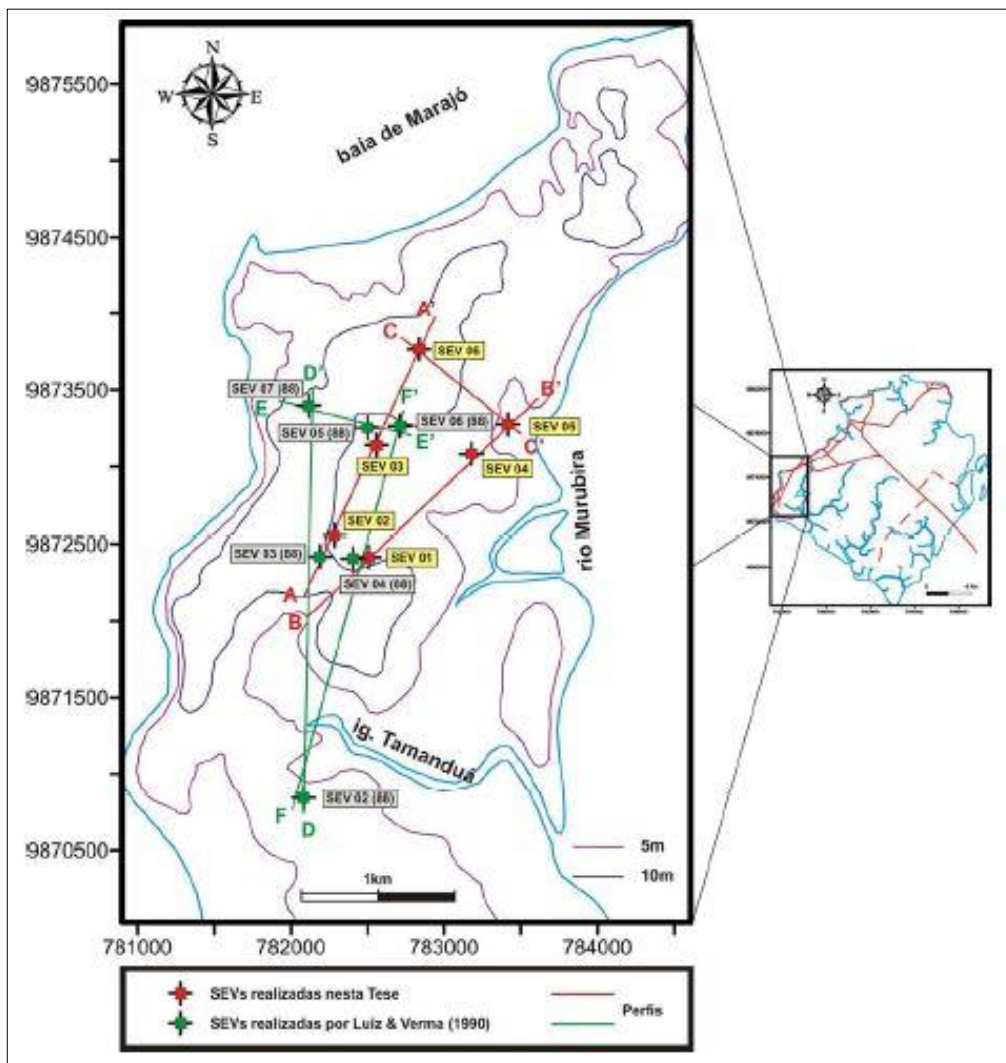 N
W
E
S
baia de Marajó
9875500
9874500
9873500
9872500
9871500
9870500
A'
C
SEV 06
D'
SEV 07 (88)
E
F'
B'
SEV 05 (88)
SEV 06 (88)
SEV 05
E'
C'
SEV 03
SEV 04
SEV 02
SEV 03 (88)
SEV 01
SEV 04 (88)
A
B
rio Murubira
ig. Tamanduá
SEV 02 (88)
F
D
5m
10m
1km
781000
782000
783000
784000
SEVs realizadas nesta Tese
SEVs realizadas por Luiz & Verma (1990)
Perfis